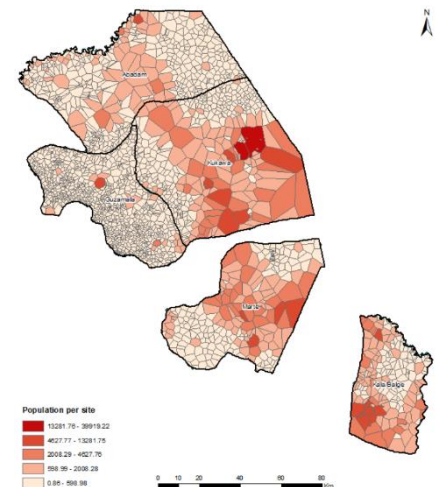 N
Abadam
Kukawa
Guzamala
Marte
Kala Balge
Population per site
13281.76 - 39919.22
4627.77 - 13281.75
2008.29 - 4627.76
598.99 - 2008.28
0.86 - 598.98
0 10 20 40 60 80
Km